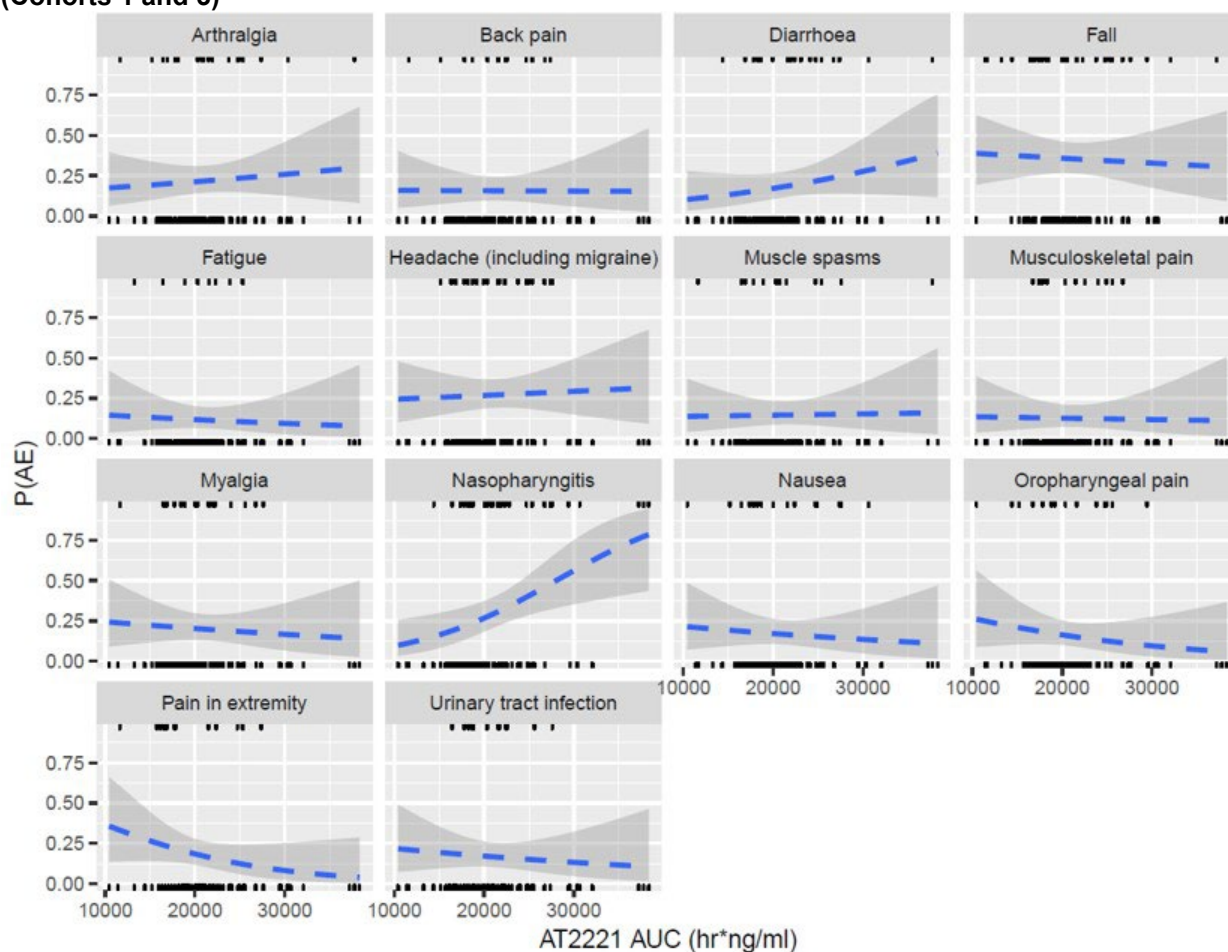 (Cohorts 1 and 3)
Arthralgia
Back pain
Diarrhoea
Fall
0.75
0.50
0.25
0.00
Fatigue
Headache (including migraine)
Muscle spasms
Musculoskeletal pain
0.75
0.50
0.25
0.00
P(AE)
Myalgia
Nasopharyngitis
Nausea
Oropharyngeal pain
0.75
0.50
0.25
0.00
10000 20000 30000
10000 20000 30000
Pain in extremity
Urinary tract infection
0.75
0.50
0.25
0.00
10000 20000 30000
10000 20000 30000
AT2221 AUC (hr*ng/ml)